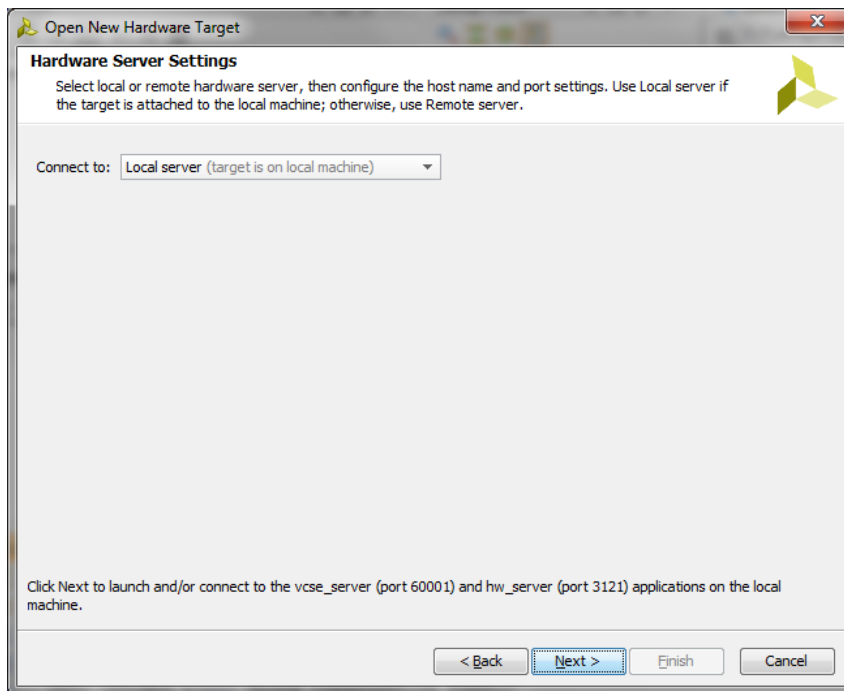 Open New Hardware Target
X
Hardware Server Settings
Select local or remote hardware server, then configure the host name and port settings. Use Local server if
the target is attached to the local machine; otherwise, use Remote server.
Connect to: Local server (target is on local machine)
Click Next to launch and/or connect to the vcse_server (port 60001) and hw_server (port 3121) applications on the local
machine.
< Back Next > Finish Cancel